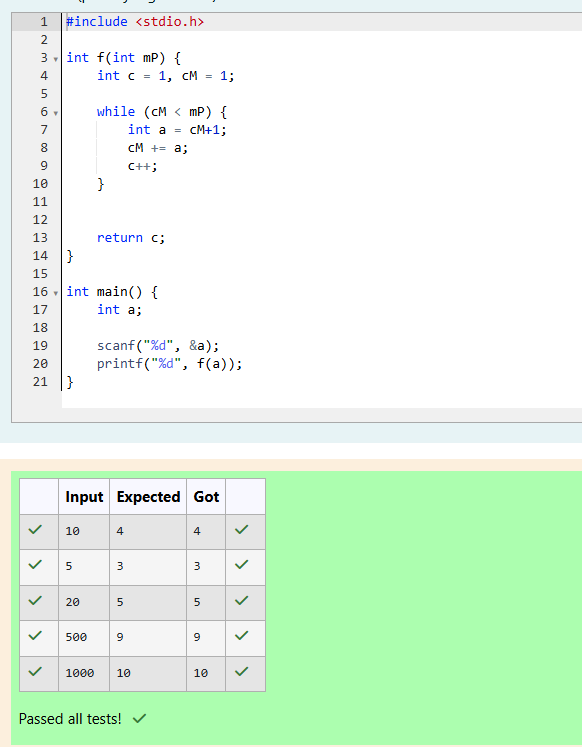 1 #include <stdio.h>
2
3 int f(int mP) {
4     int c = 1, cM = 1;
5
6     while (cM < mP) {
7         int a = cM+1;
8         cM += a;
9         c++;
10     }
11
12
13     return c;
14 }
15
16 int main() {
17     int a;
18
19     scanf("%d", &a);
20     printf("%d", f(a));
21 }
Input Expected Got
10 4 4
5 3 3
20 5 5
500 9 9
1000 10 10
Passed all tests!